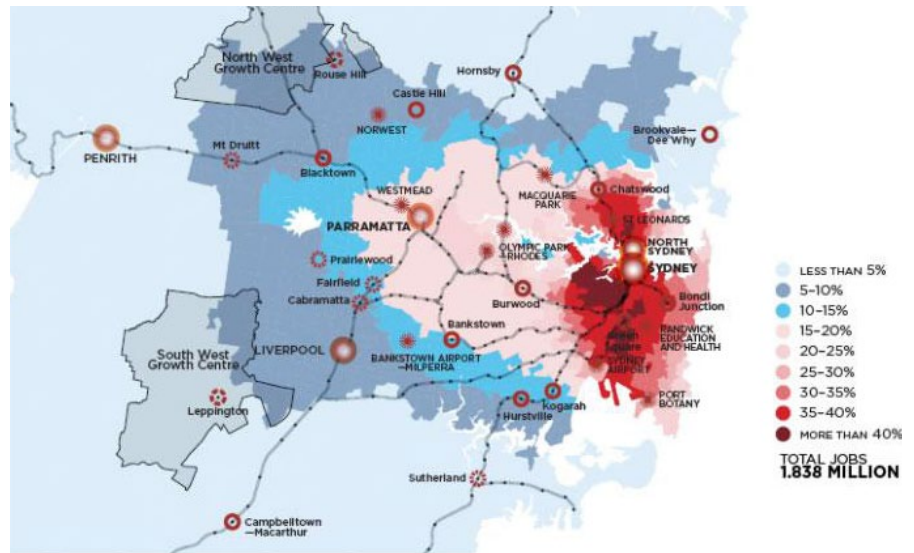 North West
Growth Centre
Rouse Hill
Hornsby
Castle Hill
NORWEST
Brookvale—
Dee Why
PENRITH
Mt Druitt
Blacktown
MACQUARIE
PARK
Chatswood
WESTMEAD
PARRAMATTA
ST LEONARDS
NORTH
SYDNEY
SYDNEY
OLYMPIC PARK
—RHODES
Prairiewood
Fairfield
Cabramatta
Burwood
Bondi
Junction
Bankstown
Green
Square
RANDWICK
EDUCATION
AND HEALTH
LIVERPOOL
BANKSTOWN AIRPORT
—MILPERRA
SYDNEY
AIRPORT
South West
Growth Centre
Leppington
Kogarah
PORT
BOTANY
Hurstville
Sutherland
Campbelltown
—Macarthur
LESS THAN 5%
5–10%
10–15%
15–20%
20–25%
25–30%
30–35%
35–40%
MORE THAN 40%
TOTAL JOBS
1.838 MILLION